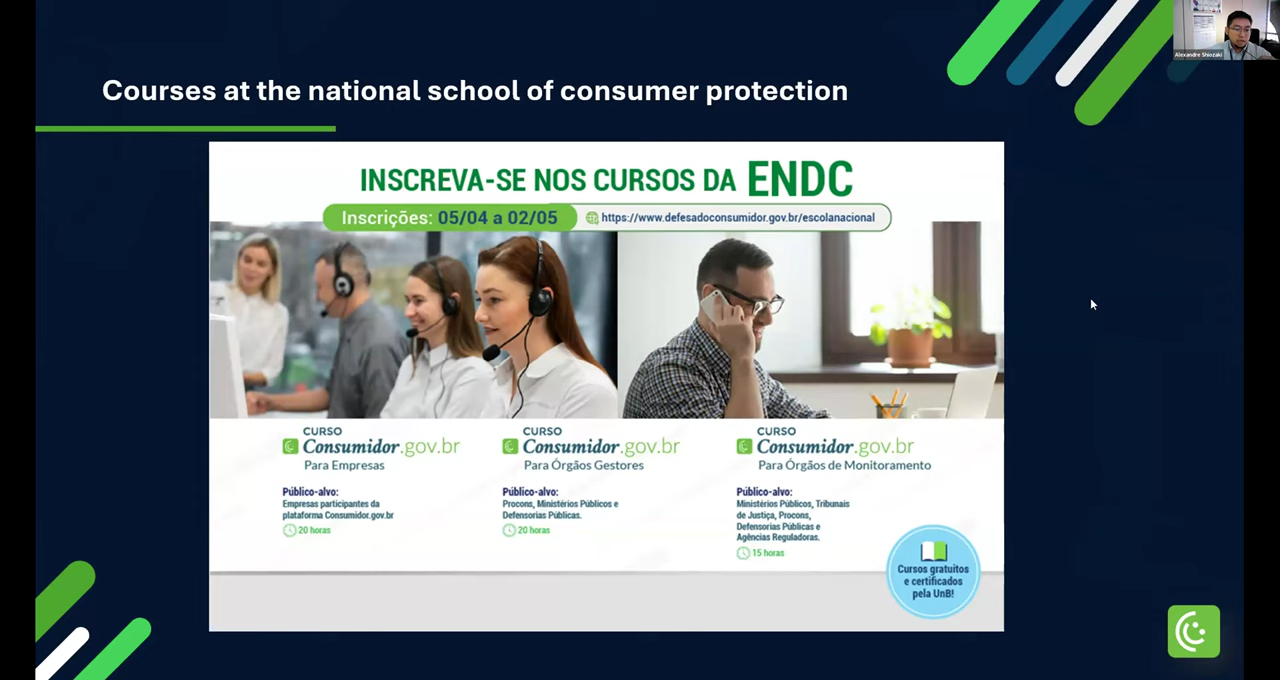 Alexandre Shiozaki
Courses at the national school of consumer protection
INSCREVA-SE NOS CURSOS DA ENDC
Inscrições: 05/04 a 02/05
https://www.defesadoconsumidor.gov.br/escolanacional
CURSO
Consumidor.gov.br
Para Empresas
Público-alvo:
Empresas participantes da
plataforma Consumidor.gov.br
20 horas
CURSO
Consumidor.gov.br
Para Órgãos Gestores
Público-alvo:
Procons, Ministérios Públicos e
Defensorias Públicas.
20 horas
CURSO
Consumidor.gov.br
Para Órgãos de Monitoramento
Público-alvo:
Ministérios Públicos, Tribunais
de Justiça, Procons,
Defensorias Públicas e
Agências Reguladoras.
15 horas
Cursos gratuitos
e certificados
pela UnB!